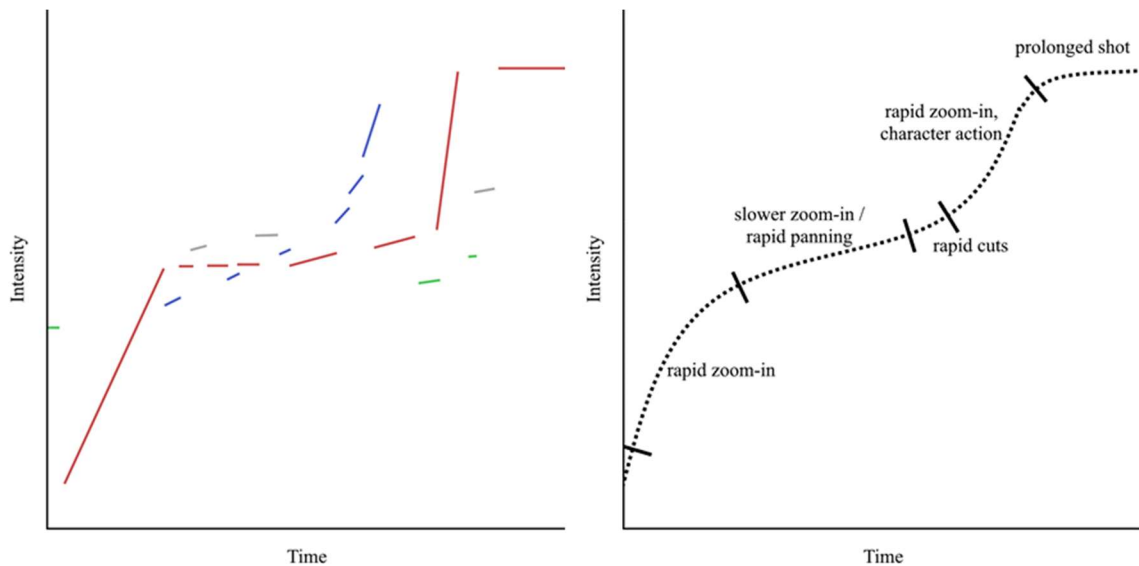 Intensity
Time
Intensity
prolonged shot
rapid zoom-in,
character action
slower zoom-in /
rapid panning
rapid cuts
rapid zoom-in
Time